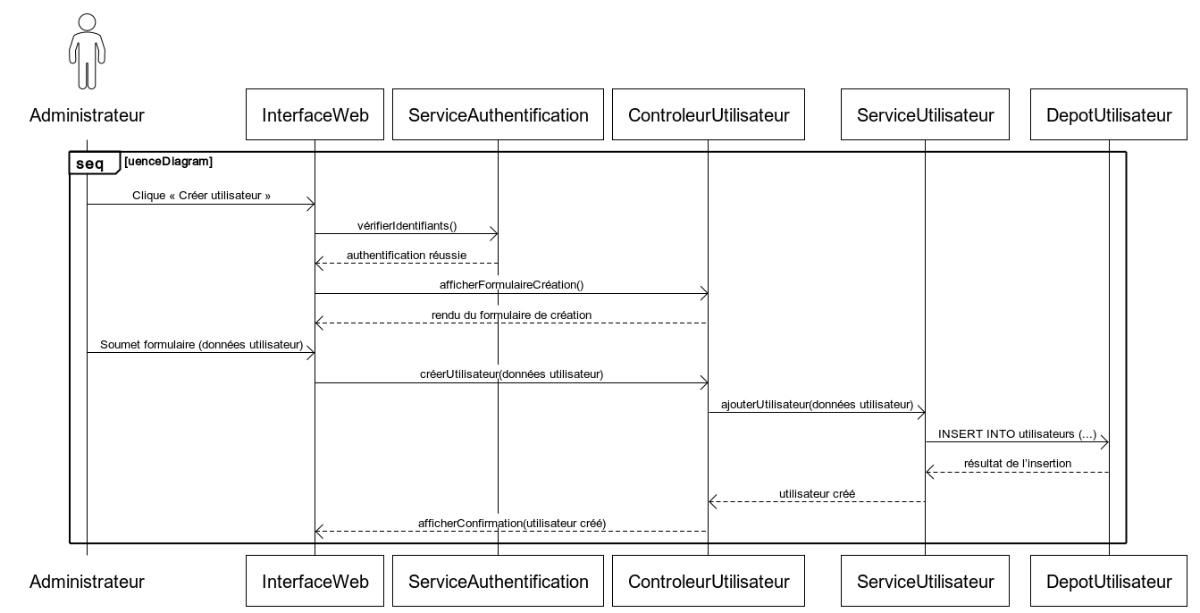 Administrateur
InterfaceWeb
ServiceAuthentification
ControleurUtilisateur
ServiceUtilisateur
DepotUtilisateur
seq [uenceDiagram]
Clique « Créer utilisateur »
vérifierIdentifiants()
authentification réussie
afficherFormulaireCréation()
rendu du formulaire de création
Soumet formulaire (données utilisateur)
créerUtilisateur(données utilisateur)
ajouterUtilisateur(données utilisateur)
INSERT INTO utilisateurs (...)
résultat de l'insertion
utilisateur créé
afficherConfirmation(utilisateur créé)
Administrateur
InterfaceWeb
ServiceAuthentification
ControleurUtilisateur
ServiceUtilisateur
DepotUtilisateur